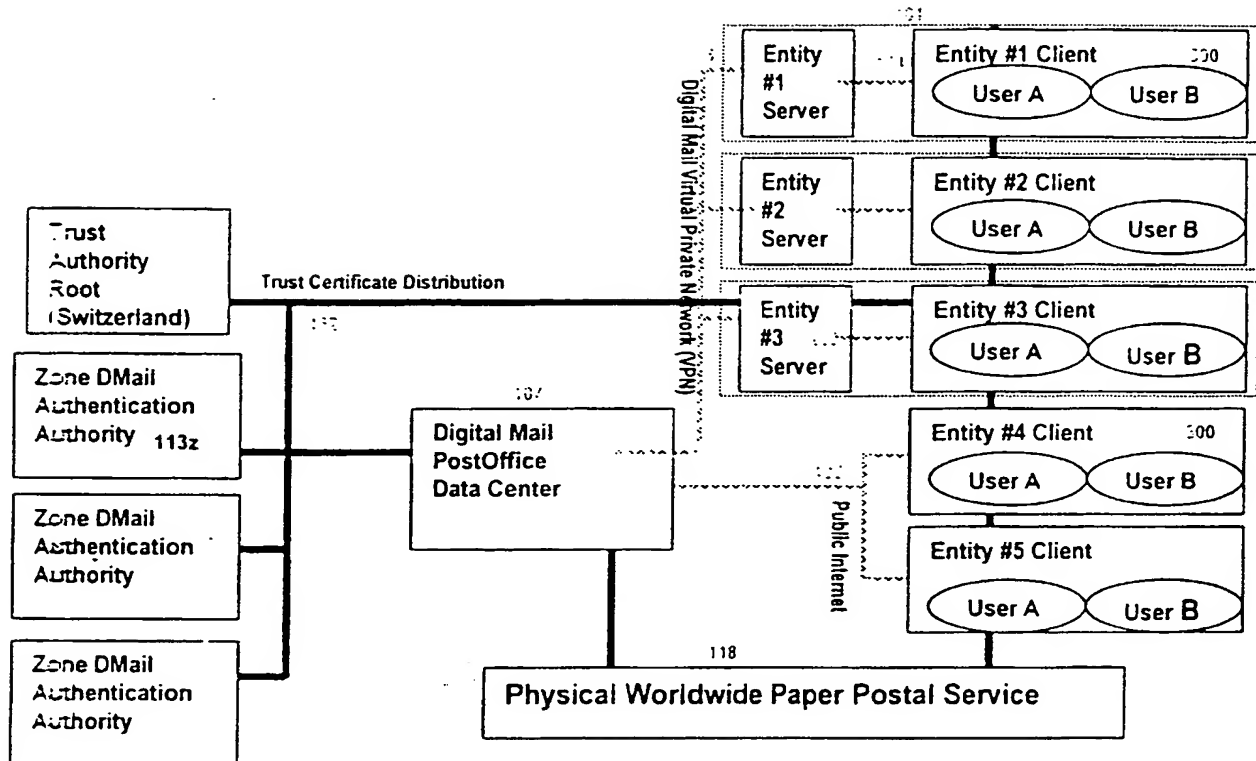 Trust
Authority
Root
(Switzerland)
Trust Certificate Distribution
Zone DMail
Authentication
Authority
113z
Zone DMail
Authentication
Authority
Zone DMail
Authentication
Authority
Digital Mail
PostOffice
Data Center
Digital Mail Virtual Private Network (VPN)
Entity
#1
Server
Entity #1 Client
User A
User B
Entity
#2
Server
Entity #2 Client
User A
User B
Entity
#3
Server
Entity #3 Client
User A
User B
Entity #4 Client
300
User A
User B
Public Internet
Entity #5 Client
User A
User B
118
Physical Worldwide Paper Postal Service